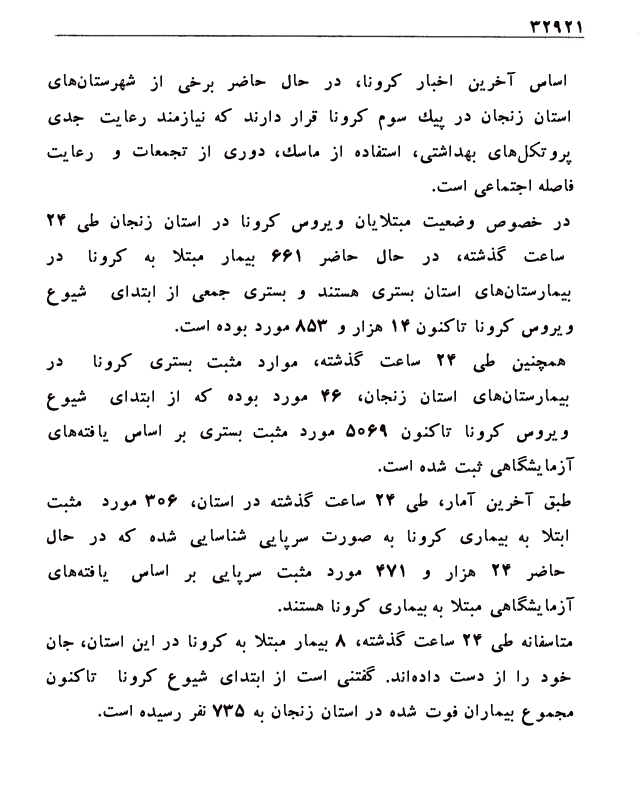 ۳۲۹۲۱
اساس آخرین اخبار کرونا، در حال حاضر برخی از شهرستان‌های
استان زنجان در پیك سوم کرونا قرار دارند که نیازمند رعایت جدی
پروتکل‌های بهداشتی، استفاده از ماسك، دوری از تجمعات و رعایت
فاصله اجتماعی است.
در خصوص وضعیت مبتلایان ویروس کرونا در استان زنجان طی ۲۴
ساعت گذشته، در حال حاضر ۶۶۱ بیمار مبتلا به کرونا در
بیمارستان‌های استان بستری هستند و بستری جمعی از ابتدای شیوع
ویروس کرونا تاکنون ۱۴ هزار و ۸۵۳ مورد بوده است.
همچنین طی ۲۴ ساعت گذشته، موارد مثبت بستری کرونا در
بیمارستان‌های استان زنجان، ۴۶ مورد بوده که از ابتدای شیوع
ویروس کرونا تاکنون ۵۰۶۹ مورد مثبت بستری بر اساس یافته‌های
آزمایشگاهی ثبت شده است.
طبق آخرین آمار، طی ۲۴ ساعت گذشته در استان، ۳۰۶ مورد مثبت
ابتلا به بیماری کرونا به صورت سرپایی شناسایی شده که در حال
حاضر ۲۴ هزار و ۴۷۱ مورد مثبت سرپایی بر اساس یافته‌های
آزمایشگاهی مبتلا به بیماری کرونا هستند.
متاسفانه طی ۲۴ ساعت گذشته، ۸ بیمار مبتلا به کرونا در این استان، جان
خود را از دست داده‌اند. گفتنی است از ابتدای شیوع کرونا تاکنون
مجموع بیماران فوت شده در استان زنجان به ۷۳۵ نفر رسیده است.